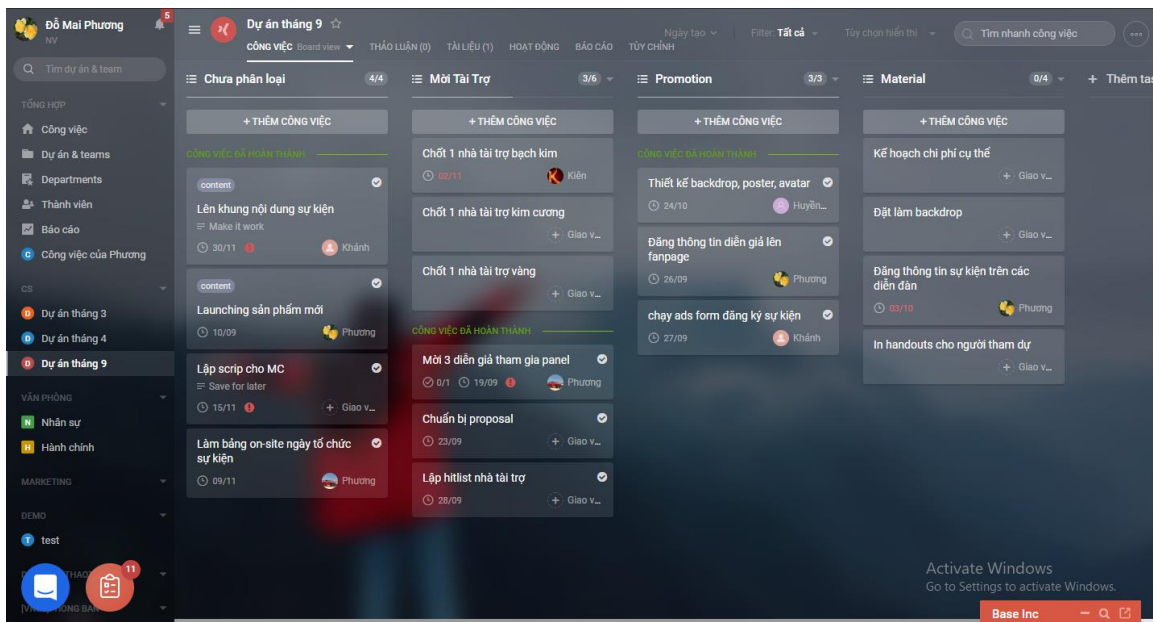 Đỗ Mai Phương
NV
5
Tìm dự án & team
TỔNG HỢP
Công việc
Dự án & teams
Departments
Thành viên
Báo cáo
C Công việc của Phương
CS
D Dự án tháng 3
D Dự án tháng 4
D Dự án tháng 9
VĂN PHÒNG
N Nhân sự
H Hành chính
MARKETING
DEMO
T test
11
Dự án tháng 9
CÔNG VIỆC Board view THẢO LUẬN (0) TÀI LIỆU (1) HOẠT ĐỘNG BÁO CÁO TÙY CHỈNH
Ngày tạo Filter: Tất cả Tùy chọn hiển thị Tìm nhanh công việc
Chưa phân loại 4/4
+ THÊM CÔNG VIỆC
CÔNG VIỆC ĐÃ HOÀN THÀNH
content
Lên khung nội dung sự kiện
Make it work
30/11 Khánh
content
Launching sản phẩm mới
10/09 Phương
Lập scrip cho MC
Save for later
15/11 + Giao v...
Làm bảng on-site ngày tổ chức
sự kiện
09/11 Phương
Mời Tài Trợ 3/6
+ THÊM CÔNG VIỆC
Chốt 1 nhà tài trợ bạch kim
02/11 Kiên
Chốt 1 nhà tài trợ kim cương
+ Giao v...
Chốt 1 nhà tài trợ vàng
+ Giao v...
CÔNG VIỆC ĐÃ HOÀN THÀNH
Mời 3 diễn giả tham gia panel
0/1 19/09 Phương
Chuẩn bị proposal
23/09 + Giao v...
Lập hitlist nhà tài trợ
28/09 + Giao v...
Promotion 3/3
+ THÊM CÔNG VIỆC
CÔNG VIỆC ĐÃ HOÀN THÀNH
Thiết kế backdrop, poster, avatar
24/10 Huyền...
Đăng thông tin diễn giả lên
fanpage
26/09 Phương
chạy ads form đăng ký sự kiện
27/09 Khánh
Material 0/4
+ THÊM CÔNG VIỆC
Kế hoạch chi phí cụ thể
+ Giao v...
Đặt làm backdrop
+ Giao v...
Đăng thông tin sự kiện trên các
diễn đàn
03/10 Phương
In handouts cho người tham dự
+ Giao v...
+ Thêm tas
Activate Windows
Go to Settings to activate Windows.
Base Inc